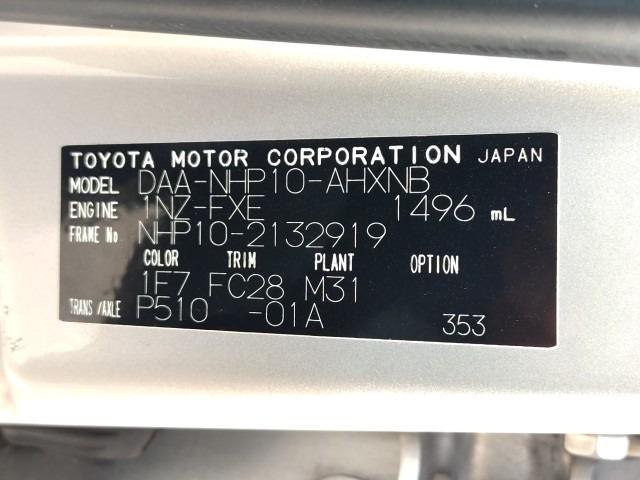 TOYOTA MOTOR CORPORATION JAPAN
MODEL DAA-NHP10-AHXNB
ENGINE 1NZ-FXE 1496 mL
FRAME No NHP10-2132919
COLOR TRIM PLANT OPTION
1F7 FC28 M31
TRANS/AXLE P510 -01A 353